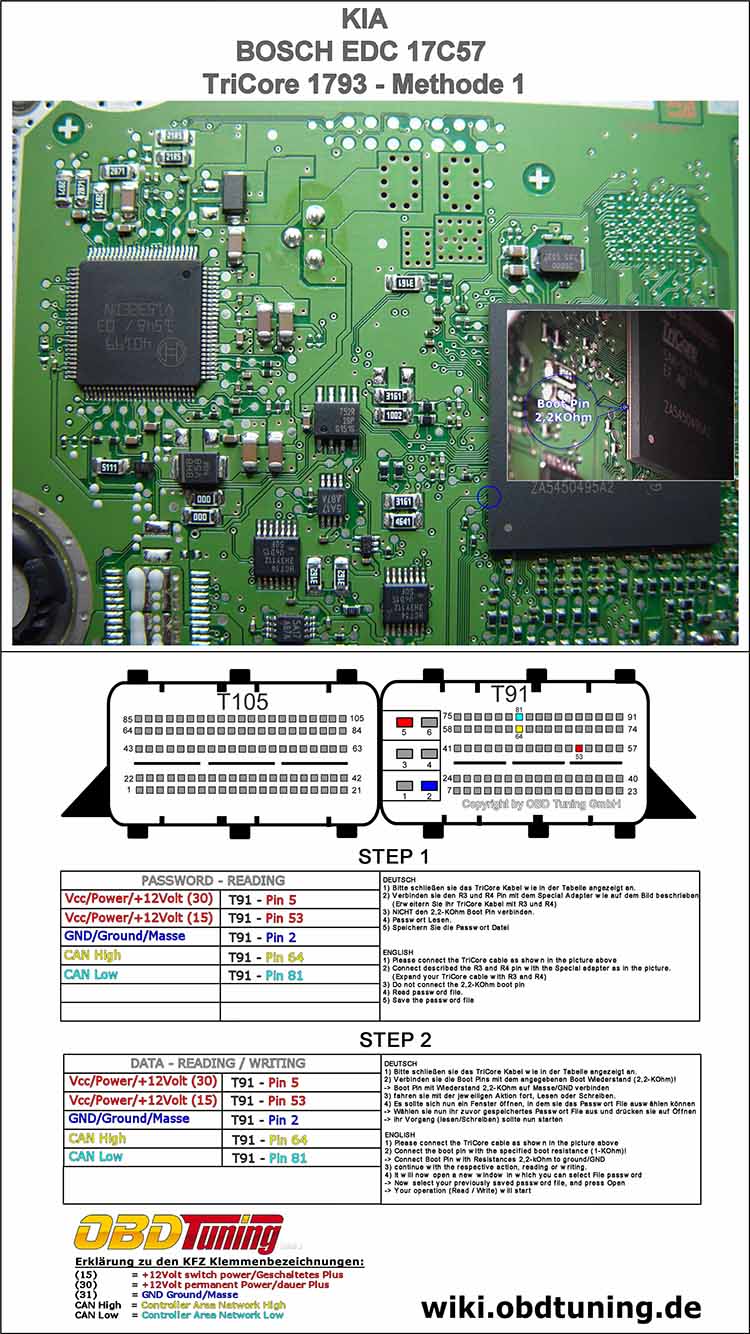 KIA
BOSCH EDC 17C57
TriCore 1793 - Methode 1
2185
2185
2871
3161
3161
1002
5111
000
000
3161
4641
40199
1548/ D3
TriCore
Boot Pin
2,2KOhm
ZA5450495A2
T105
85 105
64 84
43 63
22 42
1 21
T91
5 6
3 4
1 2
81
75 91
58 74
64
41 57
53
24 40
7 23
Copyright by OBD Tuning GmbH
STEP 1
PASSWORD - READING
Vcc/Power/+12Volt (30) T91 - Pin 5
Vcc/Power/+12Volt (15) T91 - Pin 53
GND/Ground/Masse T91 - Pin 2
CAN High T91 - Pin 64
CAN Low T91 - Pin 81
DEUTSCH
1) Bitte schließen sie das TriCore Kabel wie in der Tabelle angezeigt an.
2) Verbinden sie den R3 und R4 Pin mit dem Special Adapter wie auf dem Bild beschrieben
(Erweitern Sie Ihr TriCore Kabel mit R3 und R4)
3) NICHT den 2,2-KOhm Boot Pin verbinden.
4) Passwort Lesen.
5) Speichern Sie die Passwort Datei
ENGLISH
1) Please connect the TriCore cable as shown in the picture above
2) Connect described the R3 and R4 pin with the Special adapter as in the picture.
(Expand your TriCore cable with R3 and R4)
3) Do not connect the 2,2-KOhm boot pin
4) Read password file.
5) Save the password file
STEP 2
DATA - READING / WRITING
Vcc/Power/+12Volt (30) T91 - Pin 5
Vcc/Power/+12Volt (15) T91 - Pin 53
GND/Ground/Masse T91 - Pin 2
CAN High T91 - Pin 64
CAN Low T91 - Pin 81
DEUTSCH
1) Bitte schließen sie das TriCore Kabel wie in der Tabelle angezeigt an.
2) Verbinden sie die Boot Pins mit dem angegebenen Boot Wiederstand (2,2-KOhm)!
-> Boot Pin mit Wiederstand 2,2-KOhm auf Masse/GND verbinden
3) fahren sie mit der jeweiligen Aktion fort, Lesen oder Schreiben.
4) Es sollte sich nun ein Fenster öffnen, in dem sie das Passwort File auswählen können
-> Wählen sie nun ihr zuvor gespeichertes Passwort File aus und drücken sie auf Öffnen
-> ihr Vorgang (lesen/Schreiben) sollte nun starten
ENGLISH
1) Please connect the TriCore cable as shown in the picture above
2) Connect the boot pin with the specified boot resistance (1-KOhm)!
-> Connect Boot Pin with Resistances 2,2-kOhm to ground/GND
3) continue with the respective action, reading or writing.
4) It will now open a new window in which you can select File password
-> Now select your previously saved password file, and press Open
-> Your operation (Read / Write) will start
OBD Tuning
Erklärung zu den KFZ Klemmenbezeichnungen:
(15) = +12Volt switch power/Geschaltetes Plus
(30) = +12Volt permanent Power/dauer Plus
(31) = GND Ground/Masse
CAN High = Controller Area Network High
CAN Low = Controller Area Network Low
wiki.obdtuning.de